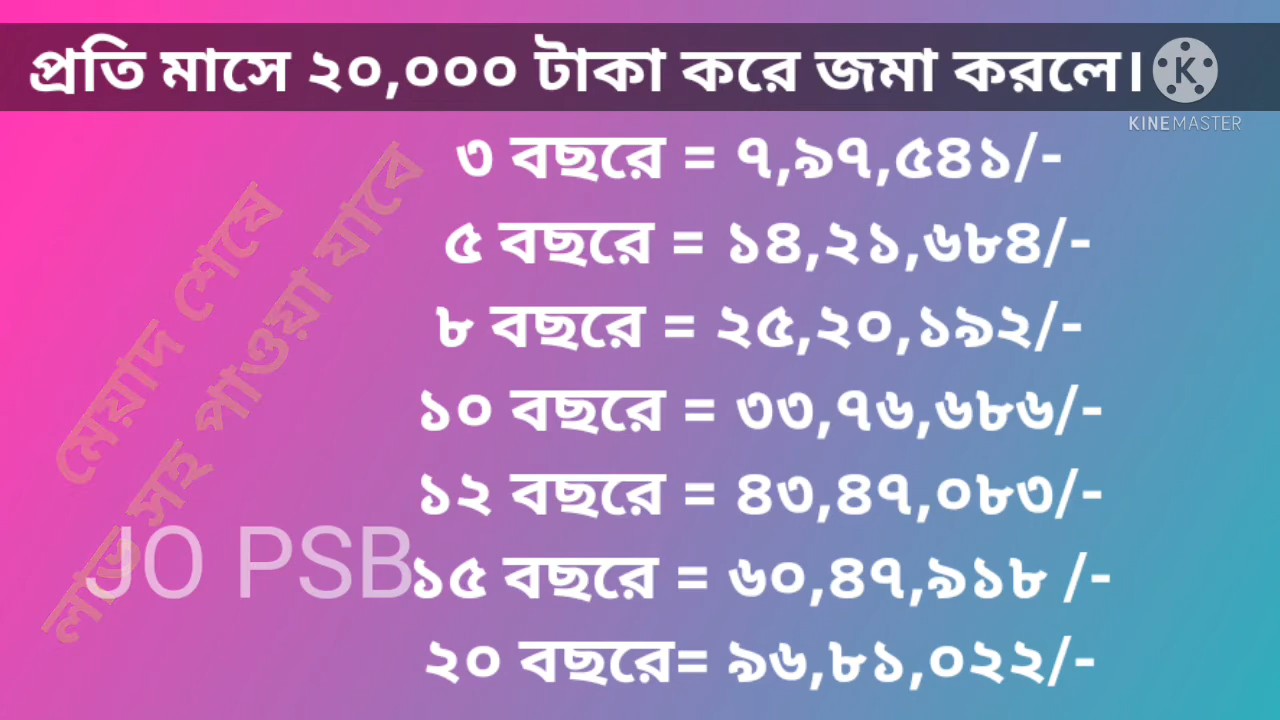 প্রতি মাসে ২০,০০০ টাকা করে জমা করলে।
K
KINEMASTER
৩ বছরে = ৭,৯৭,৫৪১/-
৫ বছরে = ১৪,২১,৬৮৪/-
৮ বছরে = ২৫,২০,১৯২/-
১০ বছরে = ৩৩,৭৬,৬৮৬/-
১২ বছরে = ৪৩,৪৭,০৮৩/-
১৫ বছরে = ৬০,৪৭,৯১৮ /-
২০ বছরে= ৯৬,৮১,০২২/-
মেয়াদ শেষে
লাভ সহ পাওয়া যাবে
JO PSB